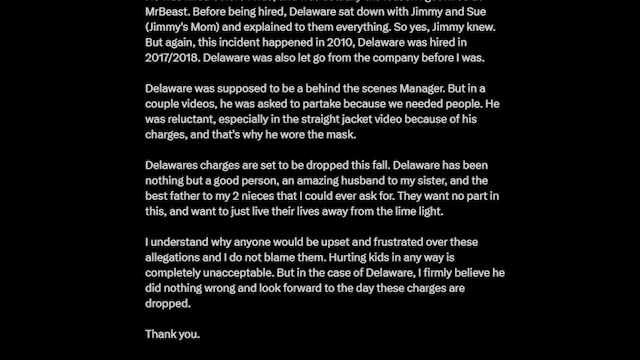 MrBeast. Before being hired, Delaware sat down with Jimmy and Sue
(Jimmy's Mom) and explained to them everything. So yes, Jimmy knew.
But again, this incident happened in 2010, Delaware was hired in
2017/2018. Delaware was also let go from the company before I was.
Delaware was supposed to be a behind the scenes Manager. But in a
couple videos, he was asked to partake because we needed people. He
was reluctant, especially in the straight jacket video because of his
charges, and that's why he wore the mask.
Delawares charges are set to be dropped this fall. Delaware has been
nothing but a good person, an amazing husband to my sister, and the
best father to my 2 nieces that I could ever ask for. They want no part in
this, and want to just live their lives away from the lime light.
I understand why anyone would be upset and frustrated over these
allegations and I do not blame them. Hurting kids in any way is
completely unacceptable. But in the case of Delaware, I firmly believe he
did nothing wrong and look forward to the day these charges are
dropped.
Thank you.